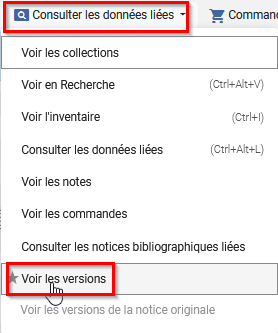 Consulter les données liées
Command
Voir les collections
Voir en Recherche (Ctrl+Alt+V)
Voir l'inventaire (Ctrl+I)
Consulter les données liées (Ctrl+Alt+L)
Voir les notes
Voir les commandes
Consulter les notices bibliographiques liées
Voir les versions
Voir les versions de la notice originale